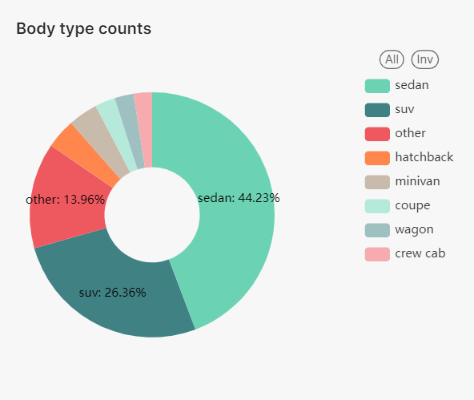 Body type counts
All Inv
sedan
suv
other
hatchback
minivan
coupe
wagon
crew cab
other: 13.96%
sedan: 44.23%
suv: 26.36%